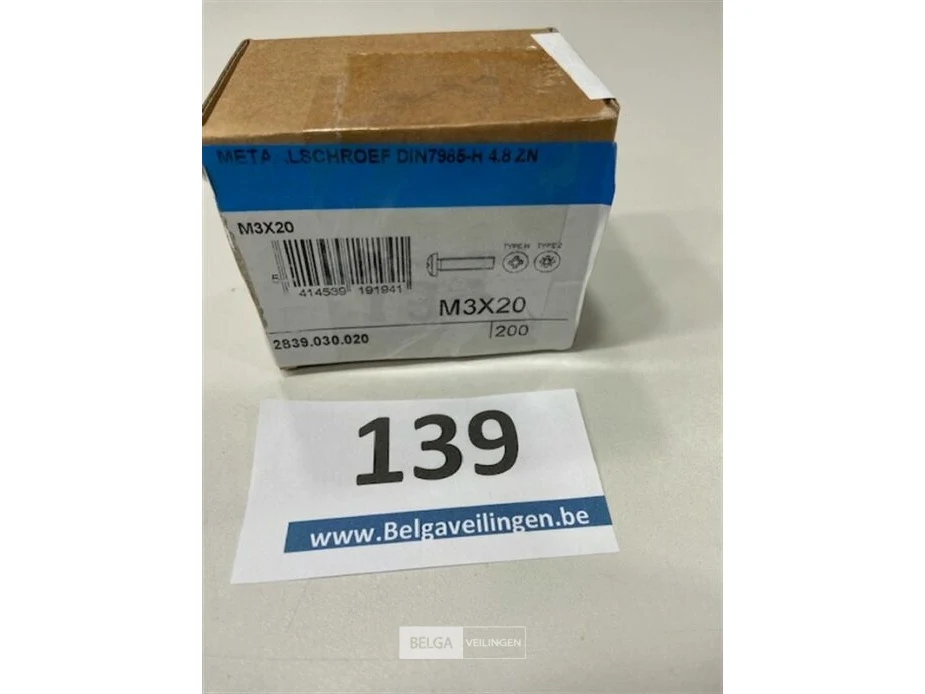 META LSCHROEF DIN7985-H 4.8 ZN
M3X20
TYPE H TYPE Z
414539 191941
M3X20
200
2839.030.020
139
www.Belgaveilingen.be
BELGA VEILINGEN